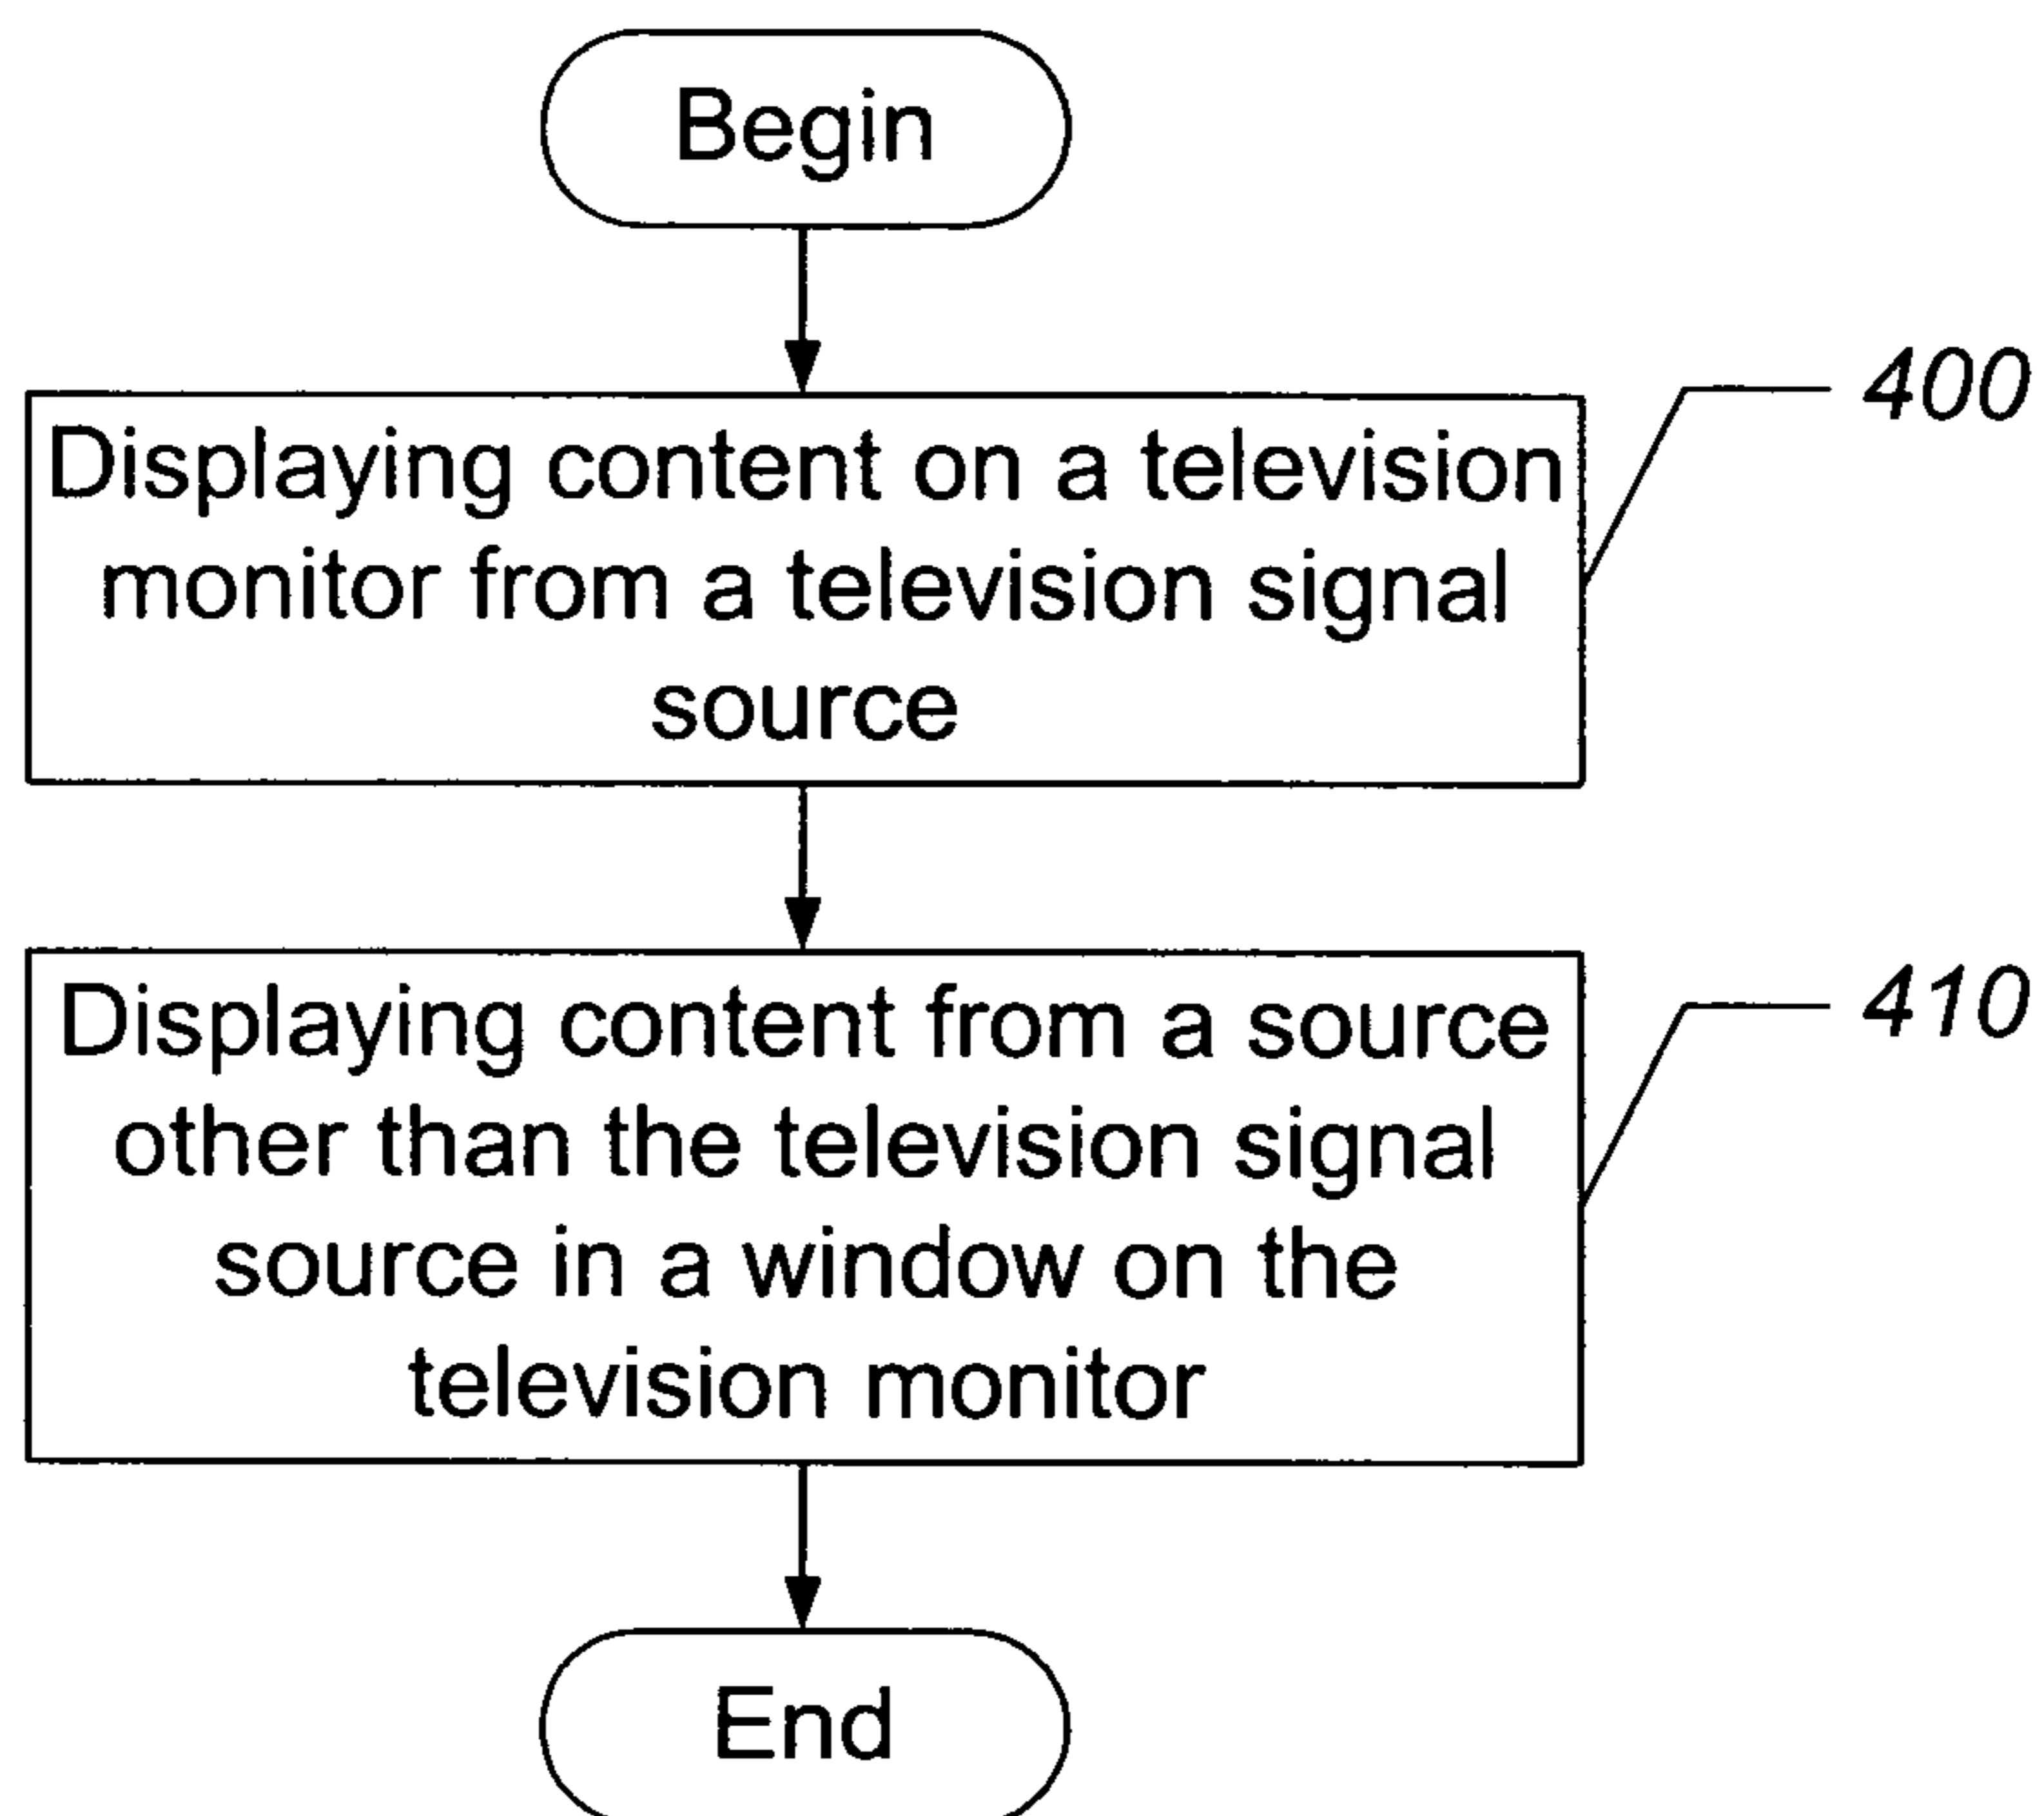 Begin
400
Displaying content on a television
monitor from a television signal
source
410
Displaying content from a source
other than the television signal
source in a window on the
television monitor
End